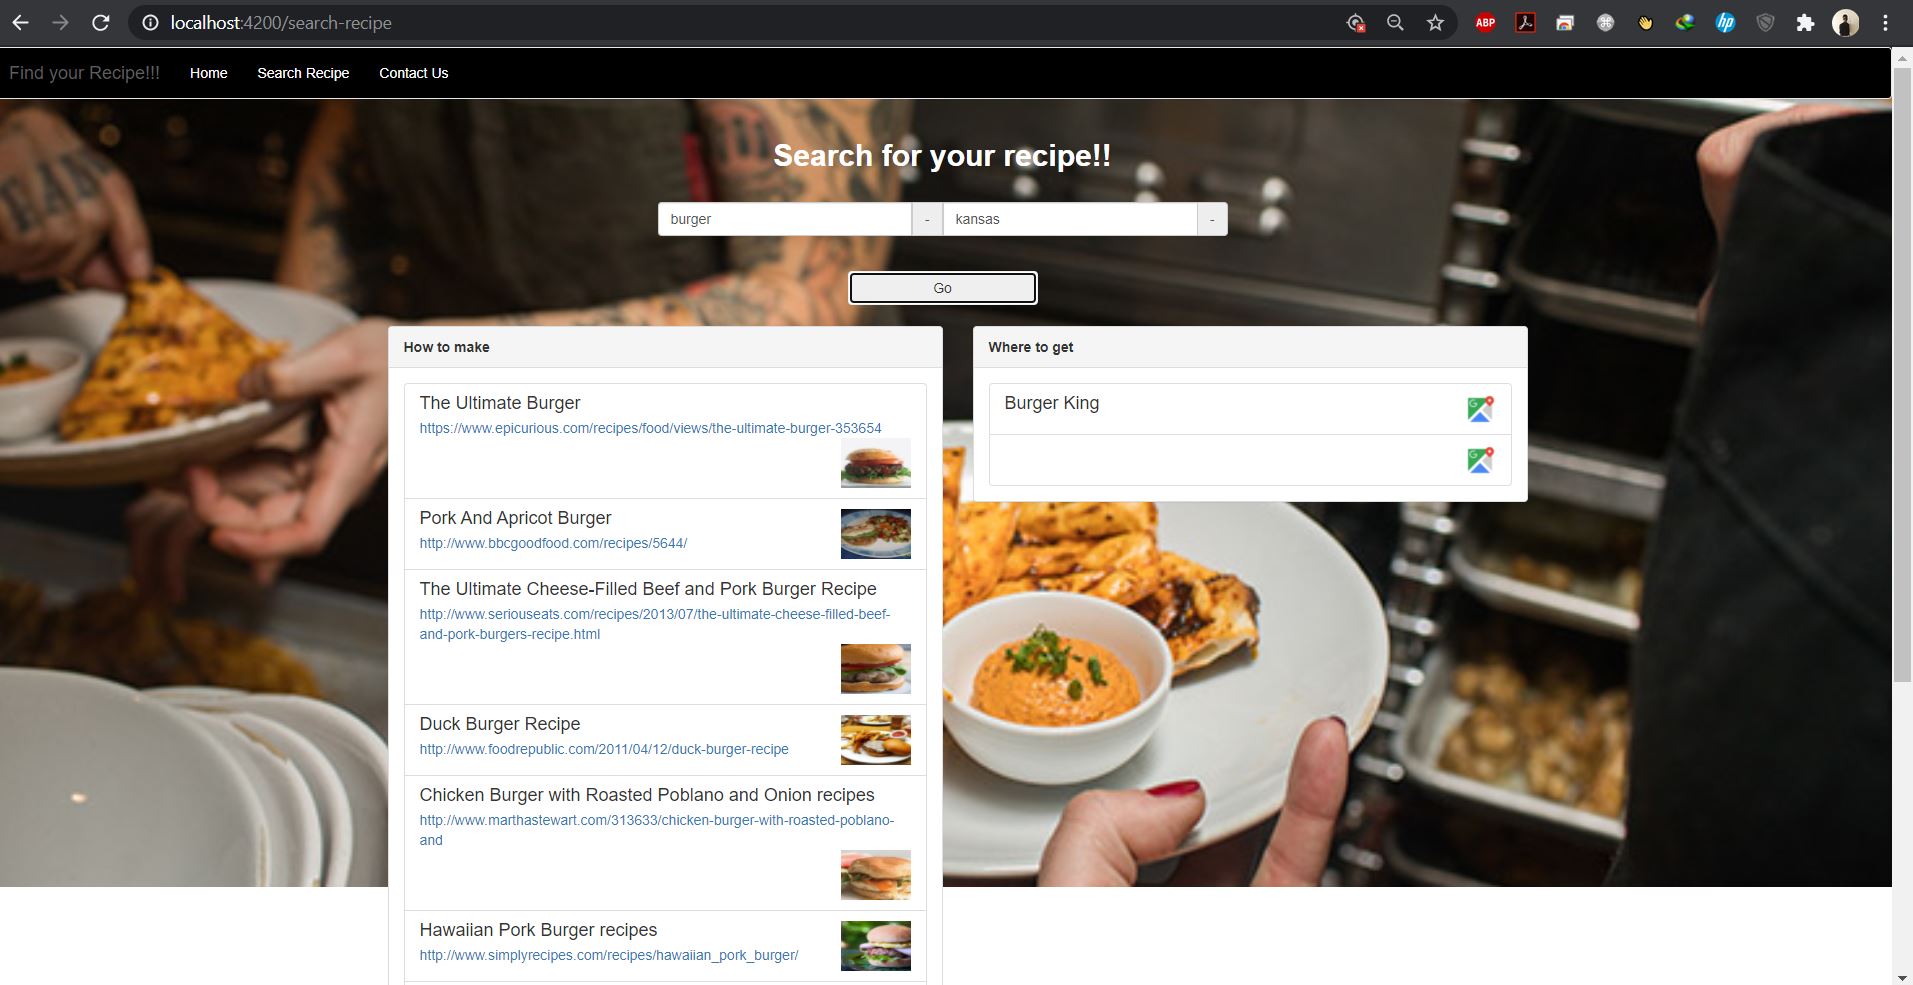 localhost:4200/search-recipe
ABP
hp
Find your Recipe!!! Home Search Recipe Contact Us
Search for your recipe!!
burger - kansas -
Go
How to make
The Ultimate Burger
https://www.epicurious.com/recipes/food/views/the-ultimate-burger-353654
Pork And Apricot Burger
http://www.bbcgoodfood.com/recipes/5644/
The Ultimate Cheese-Filled Beef and Pork Burger Recipe
http://www.seriouseats.com/recipes/2013/07/the-ultimate-cheese-filled-beef-
and-pork-burgers-recipe.html
Duck Burger Recipe
http://www.foodrepublic.com/2011/04/12/duck-burger-recipe
Chicken Burger with Roasted Poblano and Onion recipes
http://www.marthastewart.com/313633/chicken-burger-with-roasted-poblano-
and
Hawaiian Pork Burger recipes
http://www.simplyrecipes.com/recipes/hawaiian_pork_burger/
Where to get
Burger King
G
G